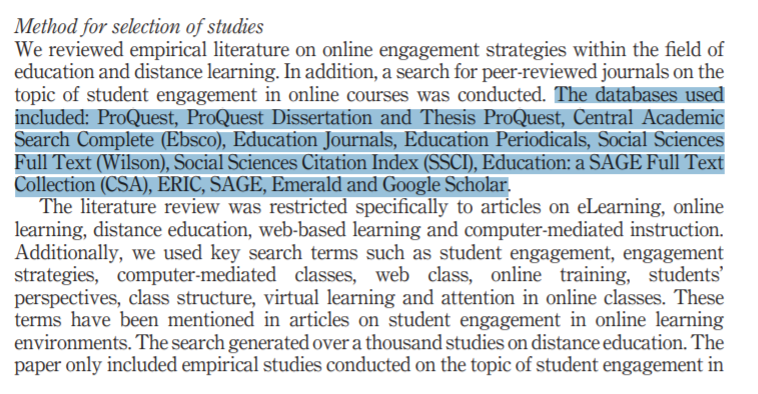 Method for selection of studies
We reviewed empirical literature on online engagement strategies within the field of
education and distance learning. In addition, a search for peer-reviewed journals on the
topic of student engagement in online courses was conducted. The databases used
included: ProQuest, ProQuest Dissertation and Thesis ProQuest, Central Academic
Search Complete (Ebsco), Education Journals, Education Periodicals, Social Sciences
Full Text (Wilson), Social Sciences Citation Index (SSCI), Education: a SAGE Full Text
Collection (CSA), ERIC, SAGE, Emerald and Google Scholar.
The literature review was restricted specifically to articles on eLearning, online
learning, distance education, web-based learning and computer-mediated instruction.
Additionally, we used key search terms such as student engagement, engagement
strategies, computer-mediated classes, web class, online training, students’
perspectives, class structure, virtual learning and attention in online classes. These
terms have been mentioned in articles on student engagement in online learning
environments. The search generated over a thousand studies on distance education. The
paper only included empirical studies conducted on the topic of student engagement in